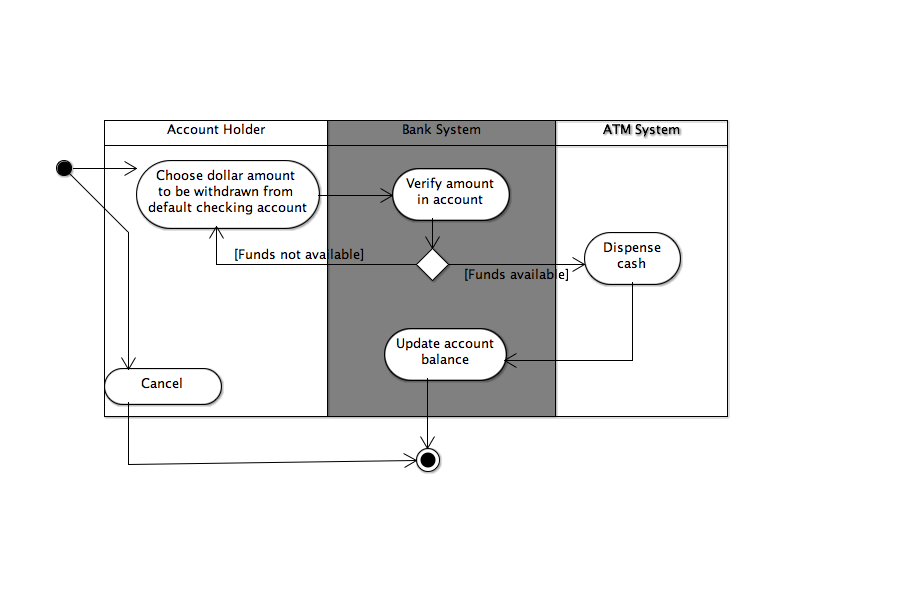 Account Holder
Bank System
ATM System
Choose dollar amount
to be withdrawn from
default checking account
Verify amount
in account
[Funds not available]
[Funds available]
Dispense
cash
Update account
balance
Cancel